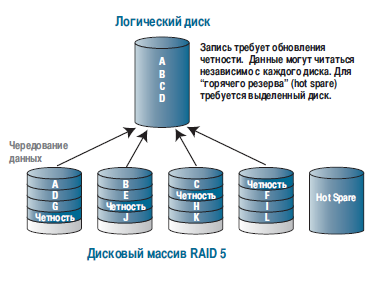 Логический диск
A
B
C
D
Запись требует обновления
четности. Данные могут читаться
независимо с каждого диска. Для
“горячего резерва” (hot spare)
требуется выделенный диск.
Чередование
данных
A
D
G
Четность
B
E
Четность
J
C
Четность
H
K
Четность
F
I
L
Hot Spare
Дисковый массив RAID 5